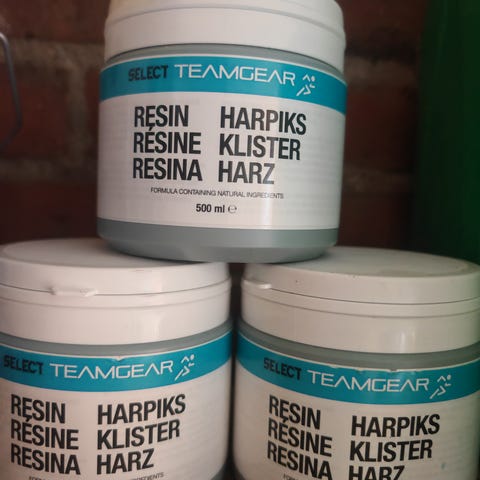 SELECT TEAMGEAR
RESIN HARPIKS
RÉSINE KLISTER
RESINA HARZ
FORMULA CONTAINING NATURAL INGREDIENTS
500 ml ℮
SELECT TEAMGEAR
RESIN HARPIKS
RÉSINE KLISTER
RESINA HARZ
SELECT TEAMGEAR
RESIN HARPIKS
RÉSINE KLISTER
RESINA HARZ